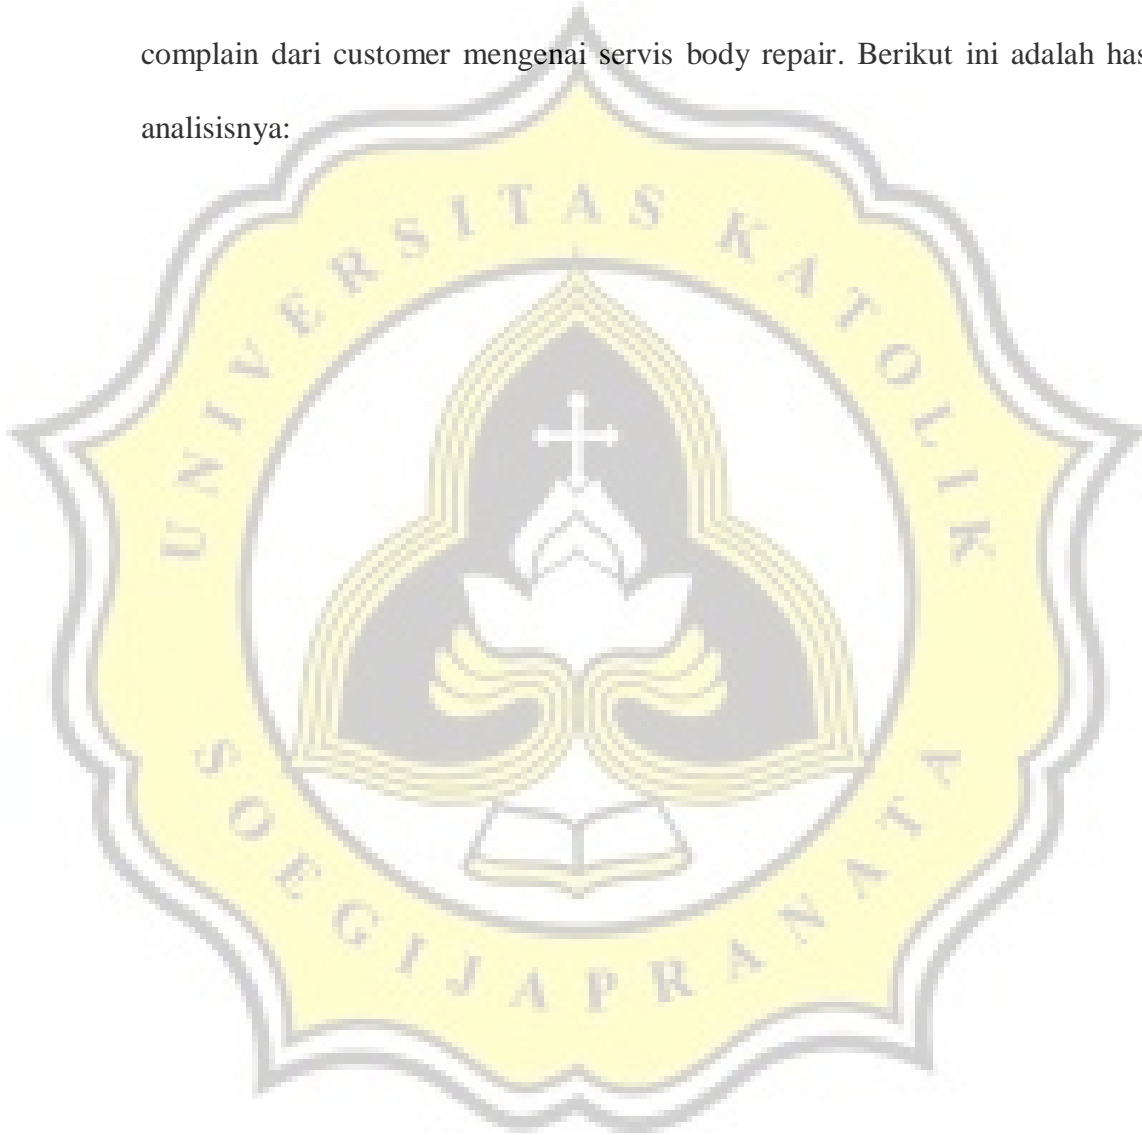 complain dari customer mengenai servis body repair. Berikut ini adalah has
analisisnya:
UNIVERSITAS KATOLIK
SOEGIJAPRANATA